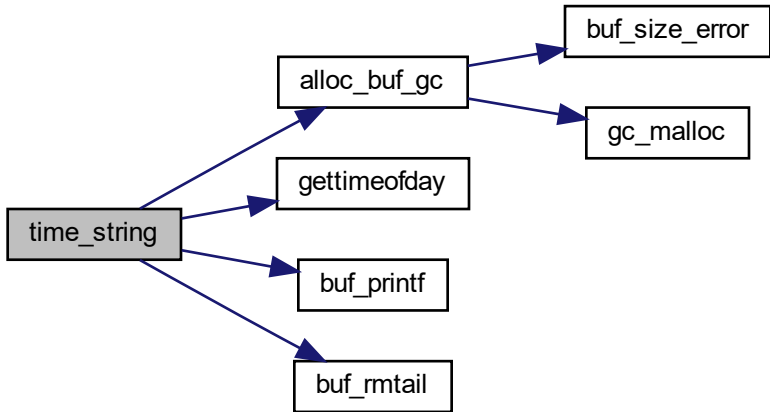 buf_size_error
alloc_buf_gc
gc_malloc
gettimeofday
time_string
buf_printf
buf_rmtail